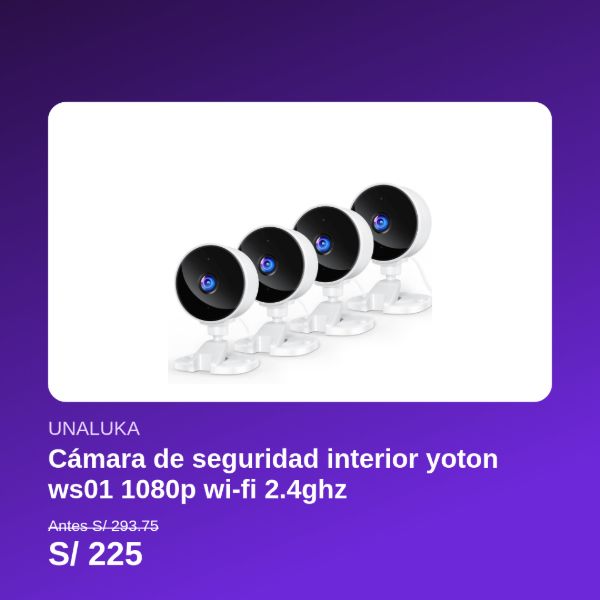 UNALUKA
Cámara de seguridad interior yoton
ws01 1080p wi-fi 2.4ghz
Antes S/ 293.75
S/ 225